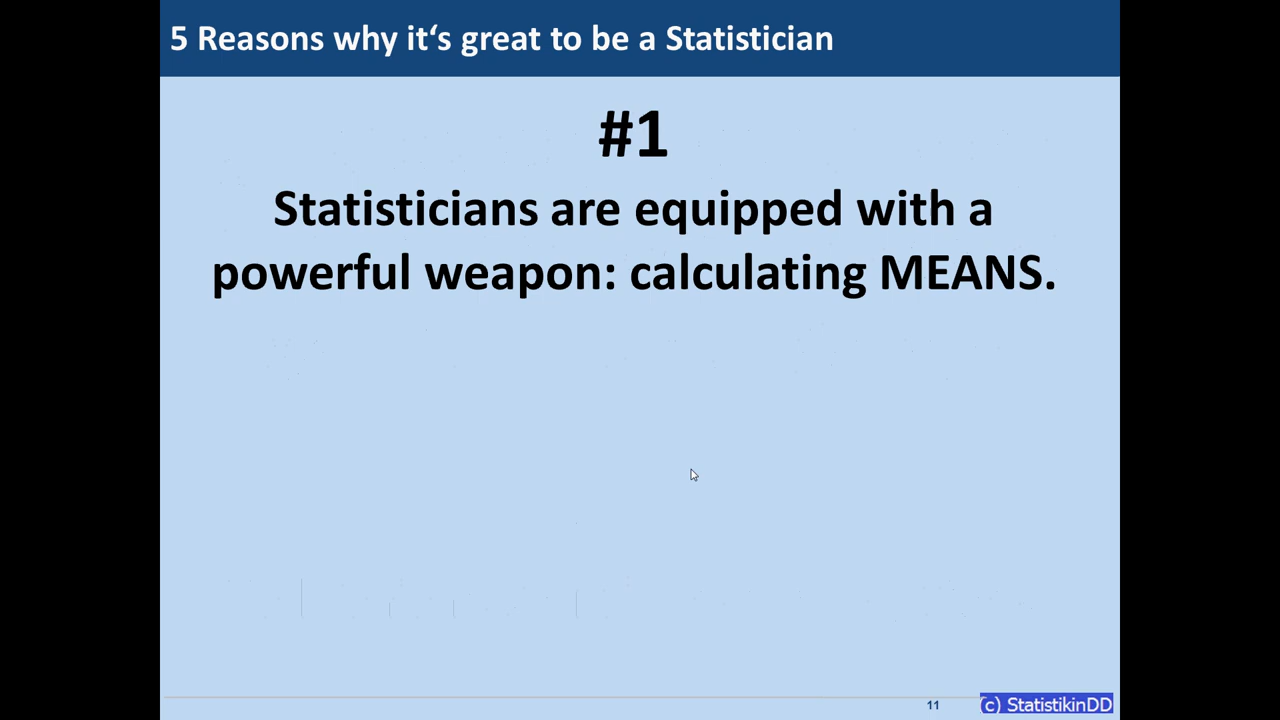 5 Reasons why it‘s great to be a Statistician
#1
Statisticians are equipped with a
powerful weapon: calculating MEANS.
11
(c) StatistikinDD